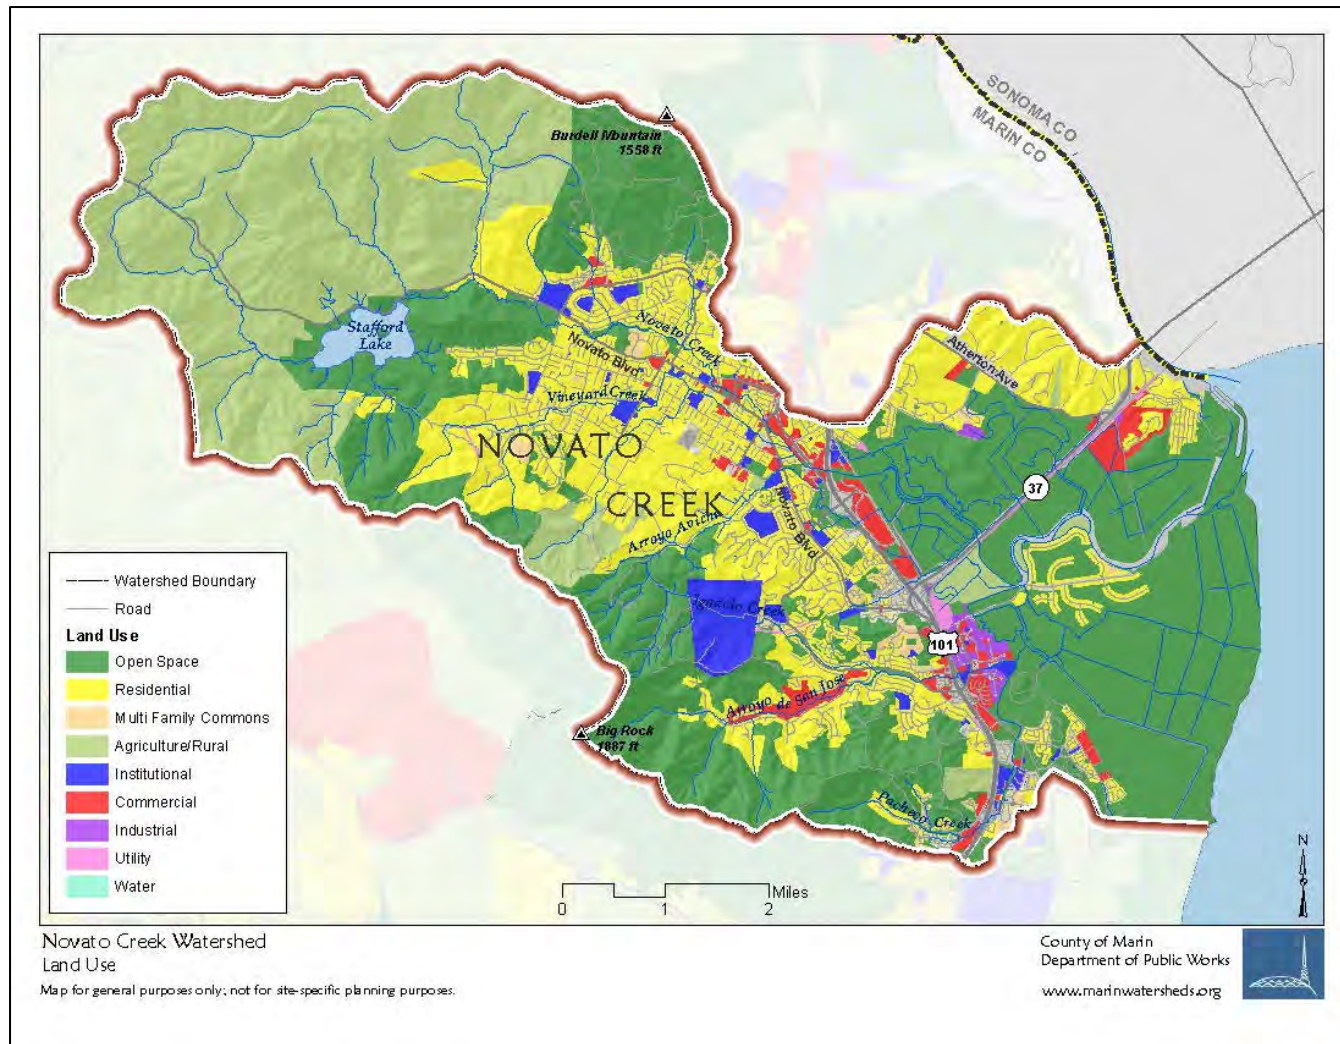 SONOMA CO
MARIN CO
Burdell Mountain
1558 ft
Stafford
Lake
Novato Creek
Novato Blvd
Atherton Ave
Vineyard Creek
NOVATO
CREEK
37
Arroyo Avichi
Novato Blvd
Ignacio Creek
101
Arroyo de San Jose
Big Rock
1887 ft
Pacheco Creek
Watershed Boundary
Road
Land Use
Open Space
Residential
Multi Family Commons
Agriculture/Rural
Institutional
Commercial
Industrial
Utility
Water
Miles
0 1 2
N
Novato Creek Watershed
Land Use
Map for general purposes only; not for site-specific planning purposes.
County of Marin
Department of Public Works
www.marinwatersheds.org